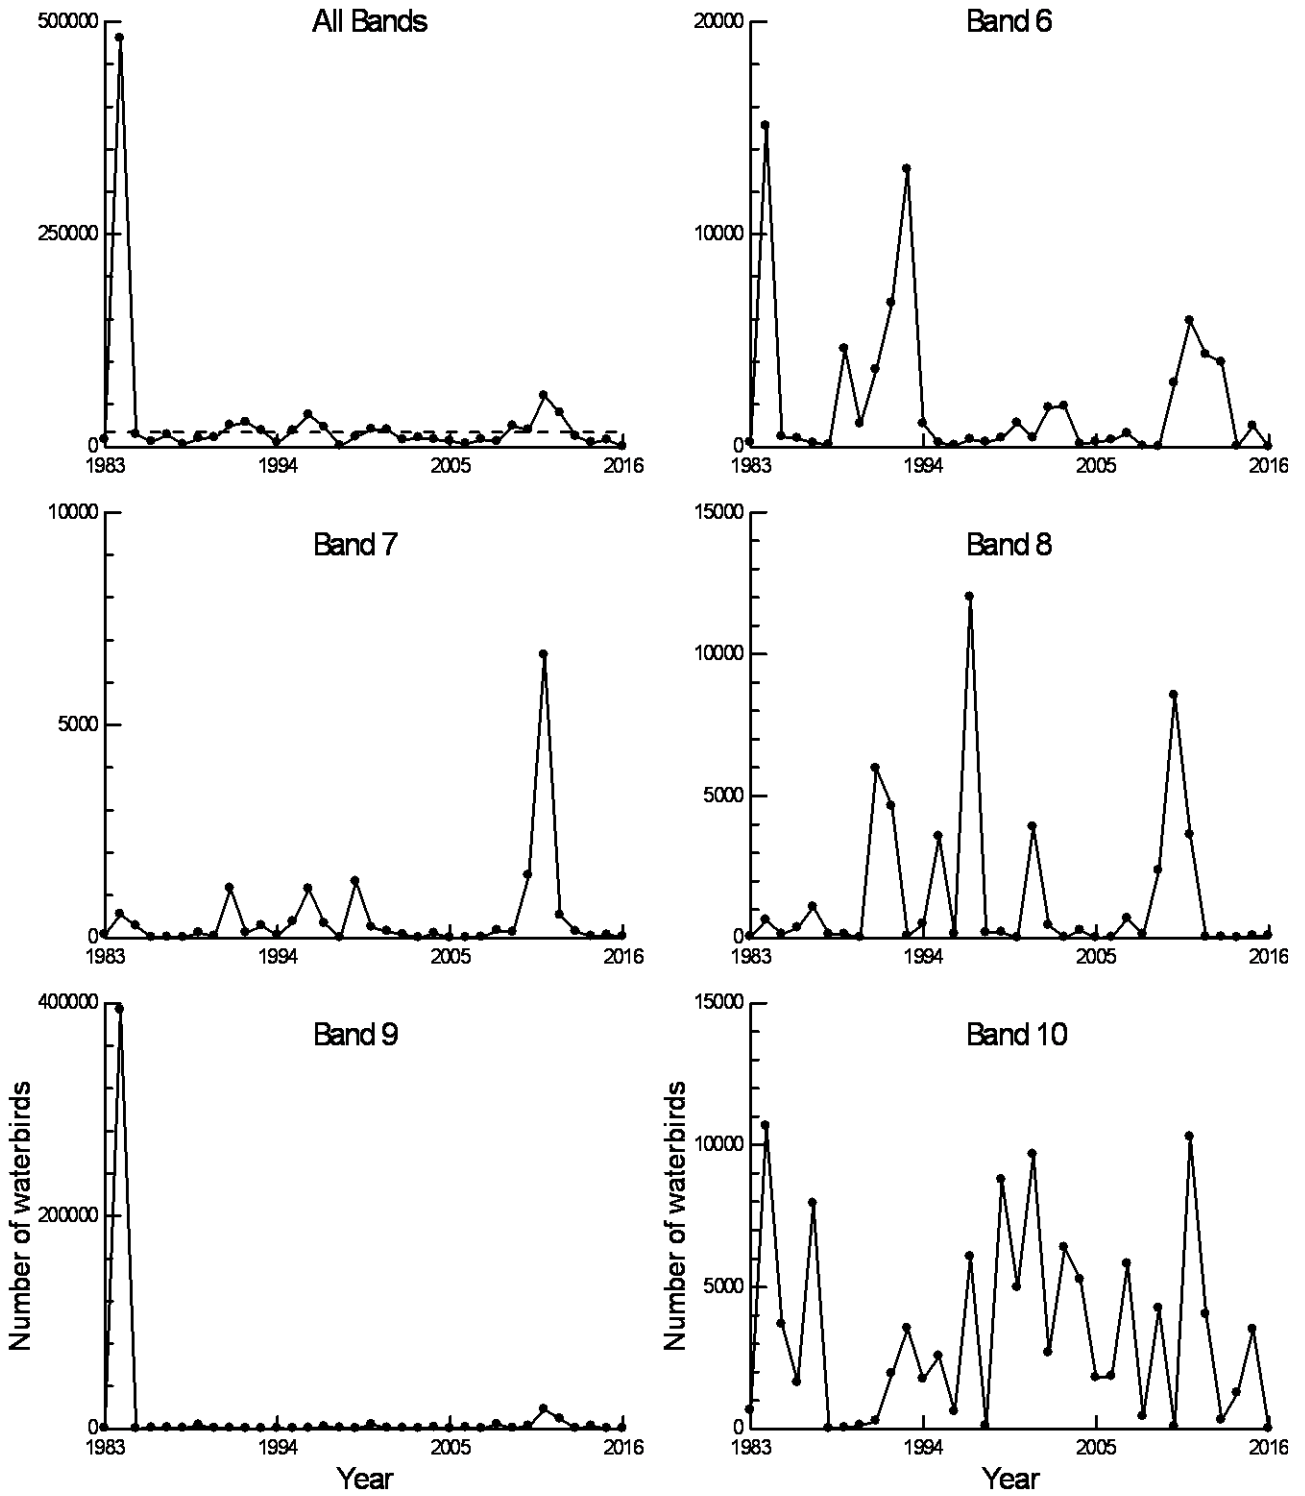 All Bands
500000
250000
0
1983 1994 2005 2016
Band 6
20000
10000
0
1983 1994 2005 2016
Band 7
10000
5000
0
1983 1994 2005 2016
Band 8
15000
10000
5000
0
1983 1994 2005 2016
Band 9
400000
200000
0
1983 1994 2005 2016
Number of waterbirds
Year
Band 10
15000
10000
5000
0
1983 1994 2005 2016
Number of waterbirds
Year